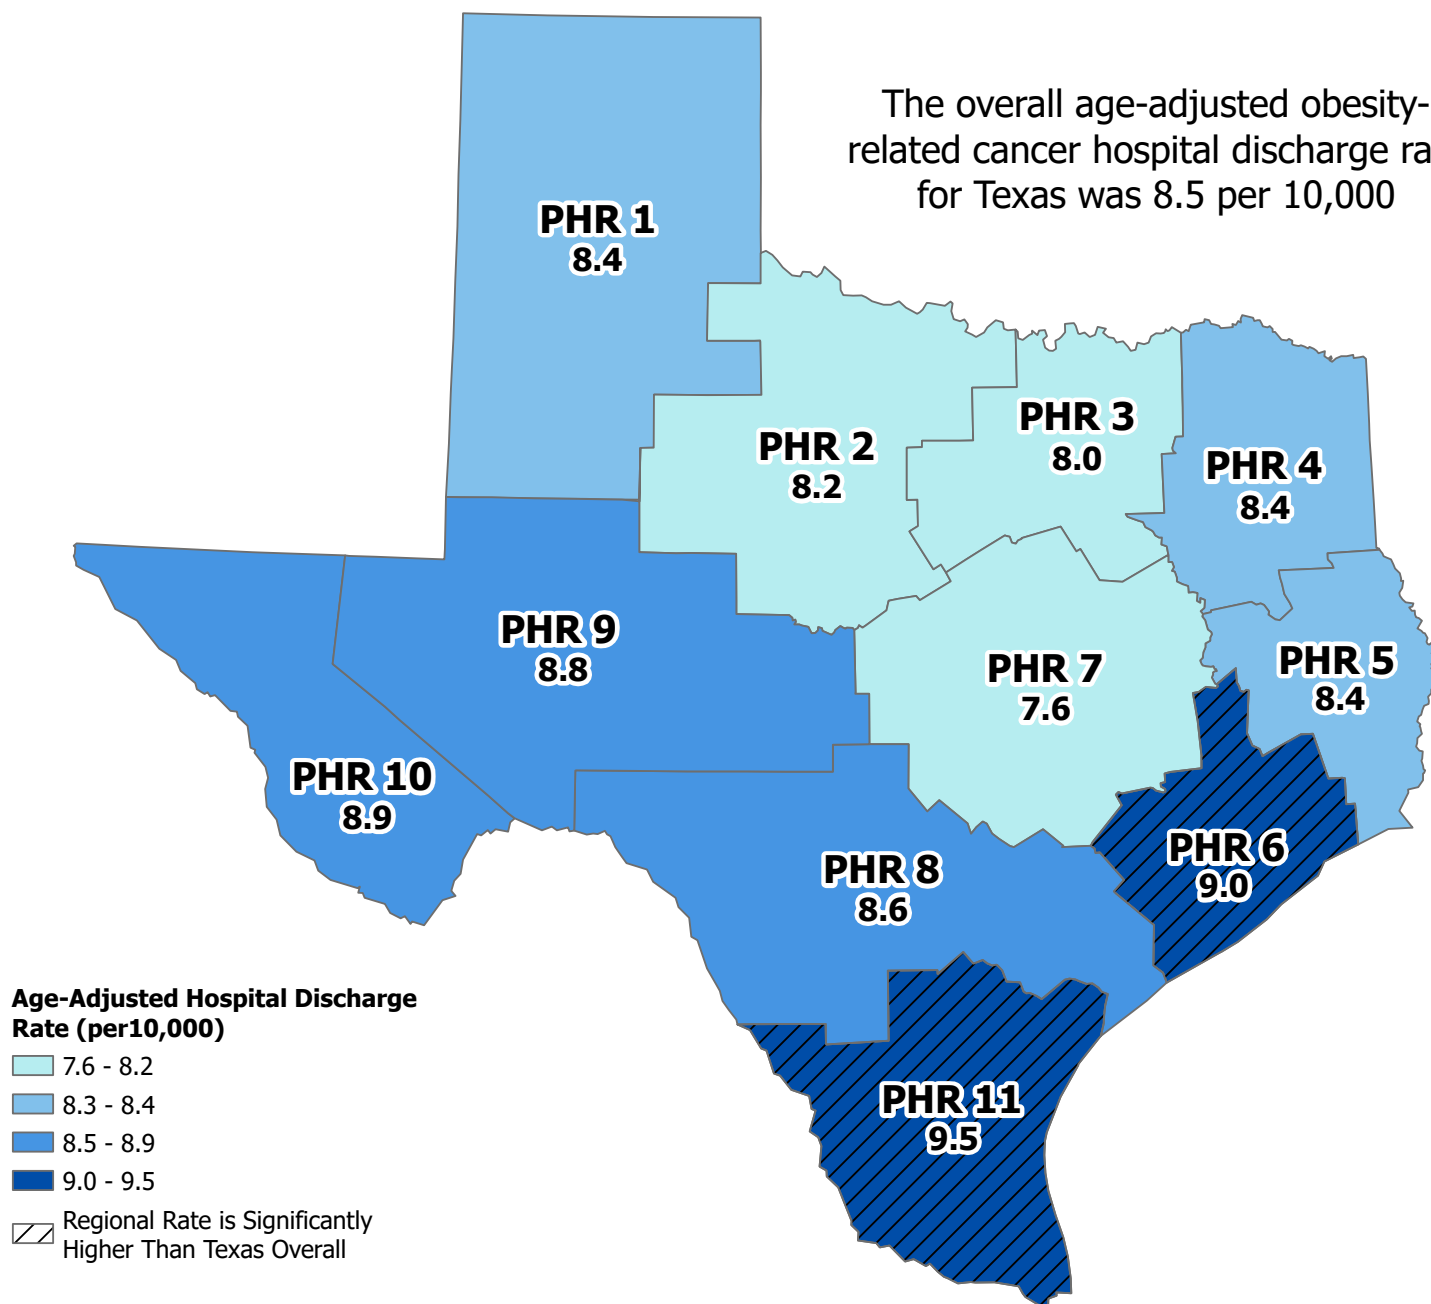 The overall age-adjusted obesity-
related cancer hospital discharge
for Texas was 8.5 per 10,000
PHR 1
8.4
PHR 2
8.2
PHR 3
8.0
PHR 4
8.4
PHR 5
8.4
PHR 9
8.8
PHR 7
7.6
PHR 10
8.9
PHR 8
8.6
PHR 6
9.0
PHR 11
9.5
Age-Adjusted Hospital Discharge
Rate (per10,000)
7.6 - 8.2
8.3 - 8.4
8.5 - 8.9
9.0 - 9.5
Regional Rate is Significantly
Higher Than Texas Overall